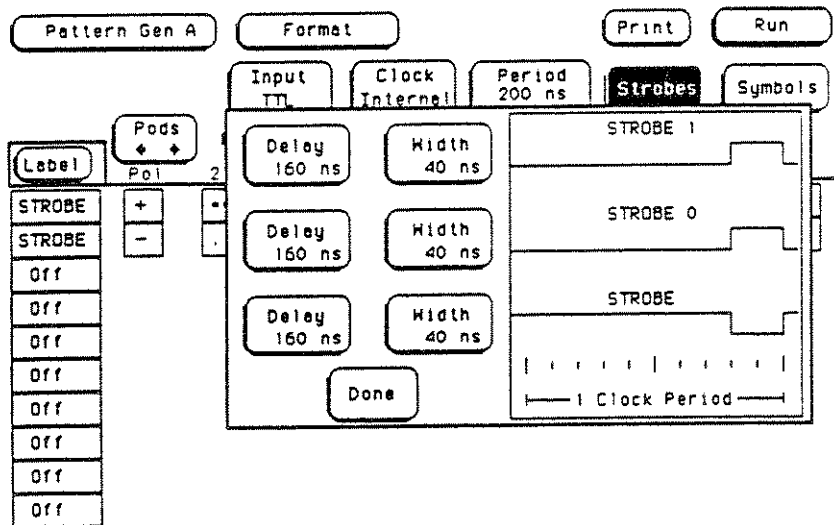 Pattern Gen A
Format
Print
Run
Input
TTL
Clock
Internal
Period
200 ns
Strobes
Symbols
Pods
Label
Pol
2
STROBE +
STROBE -
Off
Off
Off
Off
Off
Off
Off
Off
Delay
160 ns
Width
40 ns
STROBE 1
Delay
160 ns
Width
40 ns
STROBE 0
Delay
160 ns
Width
40 ns
STROBE
Done
1 Clock Period